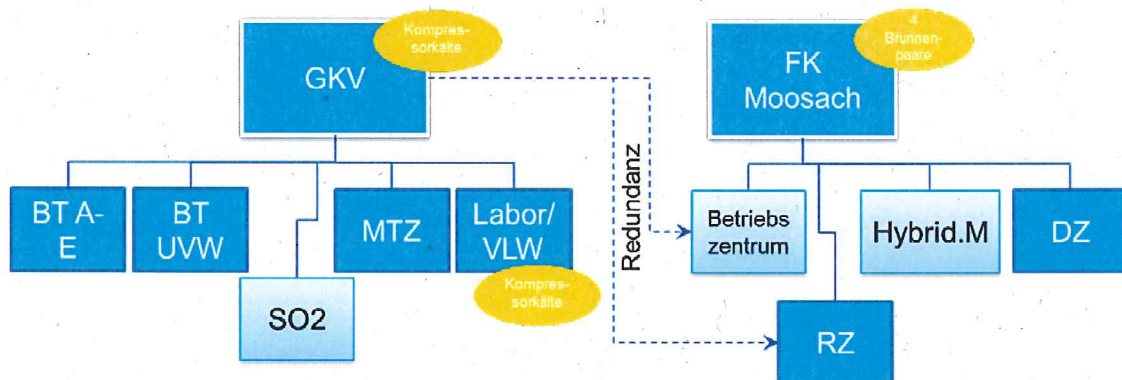 Kompres-
sorkälte
GKV
4
Brunnen-
paare
FK
Moosach
Redundanz
BT A-
E
BT
UVW
MTZ
Labor/
VLW
Betriebs
zentrum
Hybrid.M
DZ
Kompres-
sorkälte
SO2
RZ